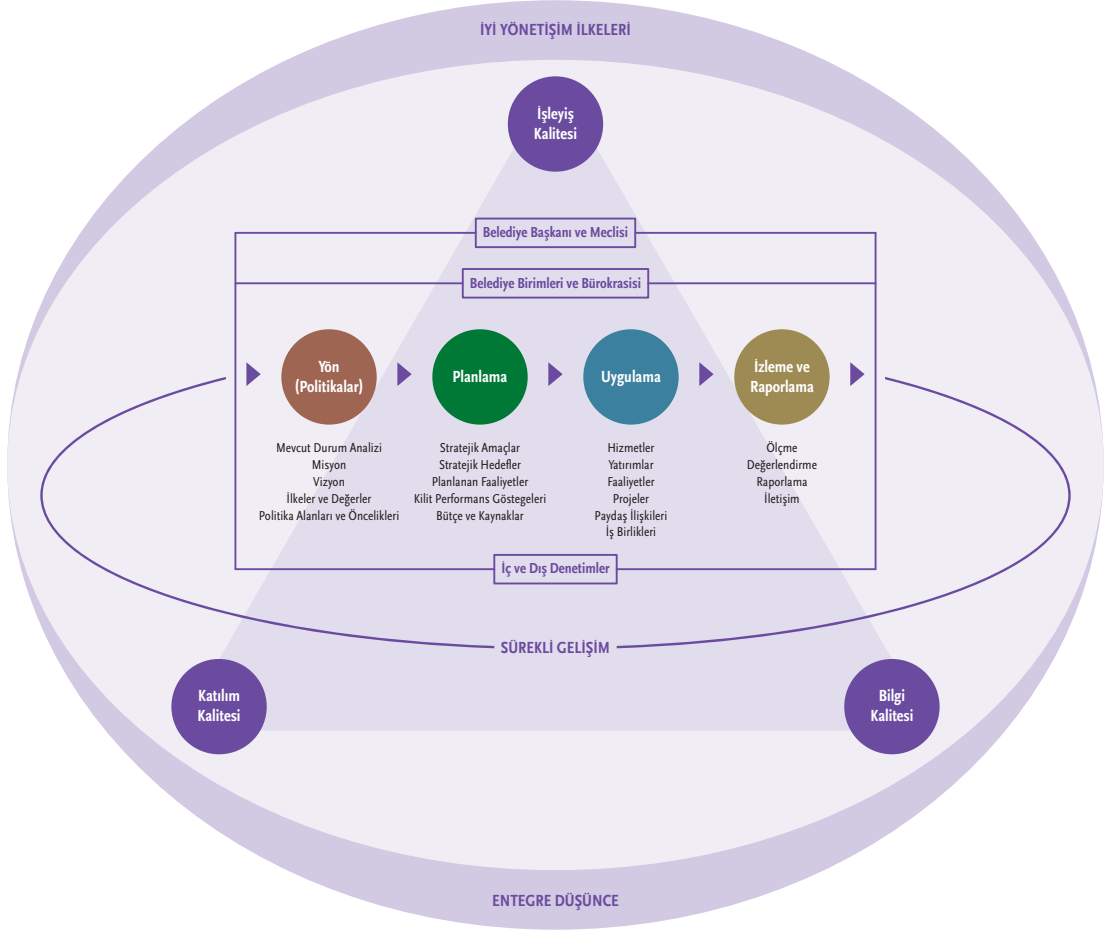 İYİ YÖNETİŞİM İLKELERİ
İşleyiş
Kalitesi
Belediye Başkanı ve Meclisi
Belediye Birimleri ve Bürokrasisi
Yön
(Politikalar)
Mevcut Durum Analizi
Misyon
Vizyon
İlkeler ve Değerler
Politika Alanları ve Öncelikleri
Planlama
Stratejik Amaçlar
Stratejik Hedefler
Planlanan Faaliyetler
Kilit Performans Göstegeleri
Bütçe ve Kaynaklar
Uygulama
Hizmetler
Yatırımlar
Faaliyetler
Projeler
Paydaş İlişkileri
İş Birlikleri
İzleme ve
Raporlama
Ölçme
Değerlendirme
Raporlama
İletişim
İç ve Dış Denetimler
SÜREKLİ GELİŞİM
Katılım
Kalitesi
Bilgi
Kalitesi
ENTEGRE DÜŞÜNCE